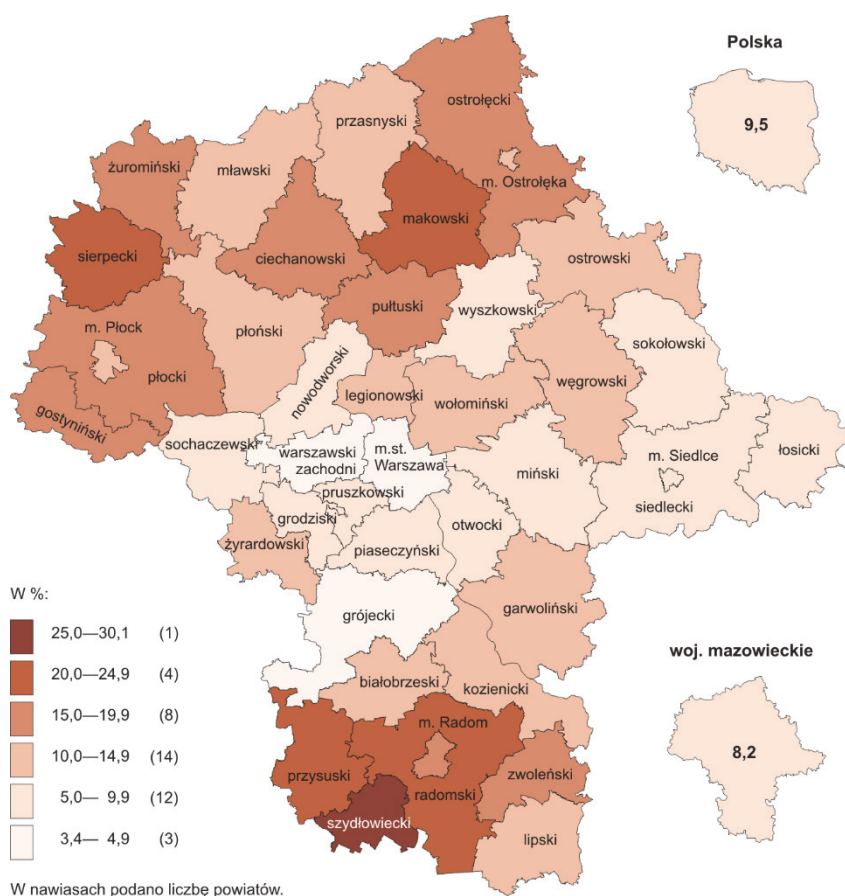 Polska
9,5
ostrołęcki
przasnyski
żuromiński
mławski
m. Ostrołęka
makowski
sierpecki
ciechanowski
ostrowski
pułtuski
wyszkowski
m. Płock
płoński
sokołowski
płocki
nowodworski
legionowski
węgrowski
wołomiński
gostyniński
sochaczewski
warszawski
zachodni
m.st.
Warszawa
m. Siedlce
łosicki
miński
siedlecki
pruszkowski
grodziski
otwocki
żyrardowski
piaseczyński
W %:
garwoliński
grójecki
25,0—30,1 (1)
20,0—24,9 (4)
15,0—19,9 (8)
10,0—14,9 (14)
5,0— 9,9 (12)
3,4— 4,9 (3)
woj. mazowieckie
8,2
białobrzeski
kozienicki
m. Radom
przysuski
zwoleński
radomski
szydłowiecki
lipski
W nawiasach podano liczbę powiatów.